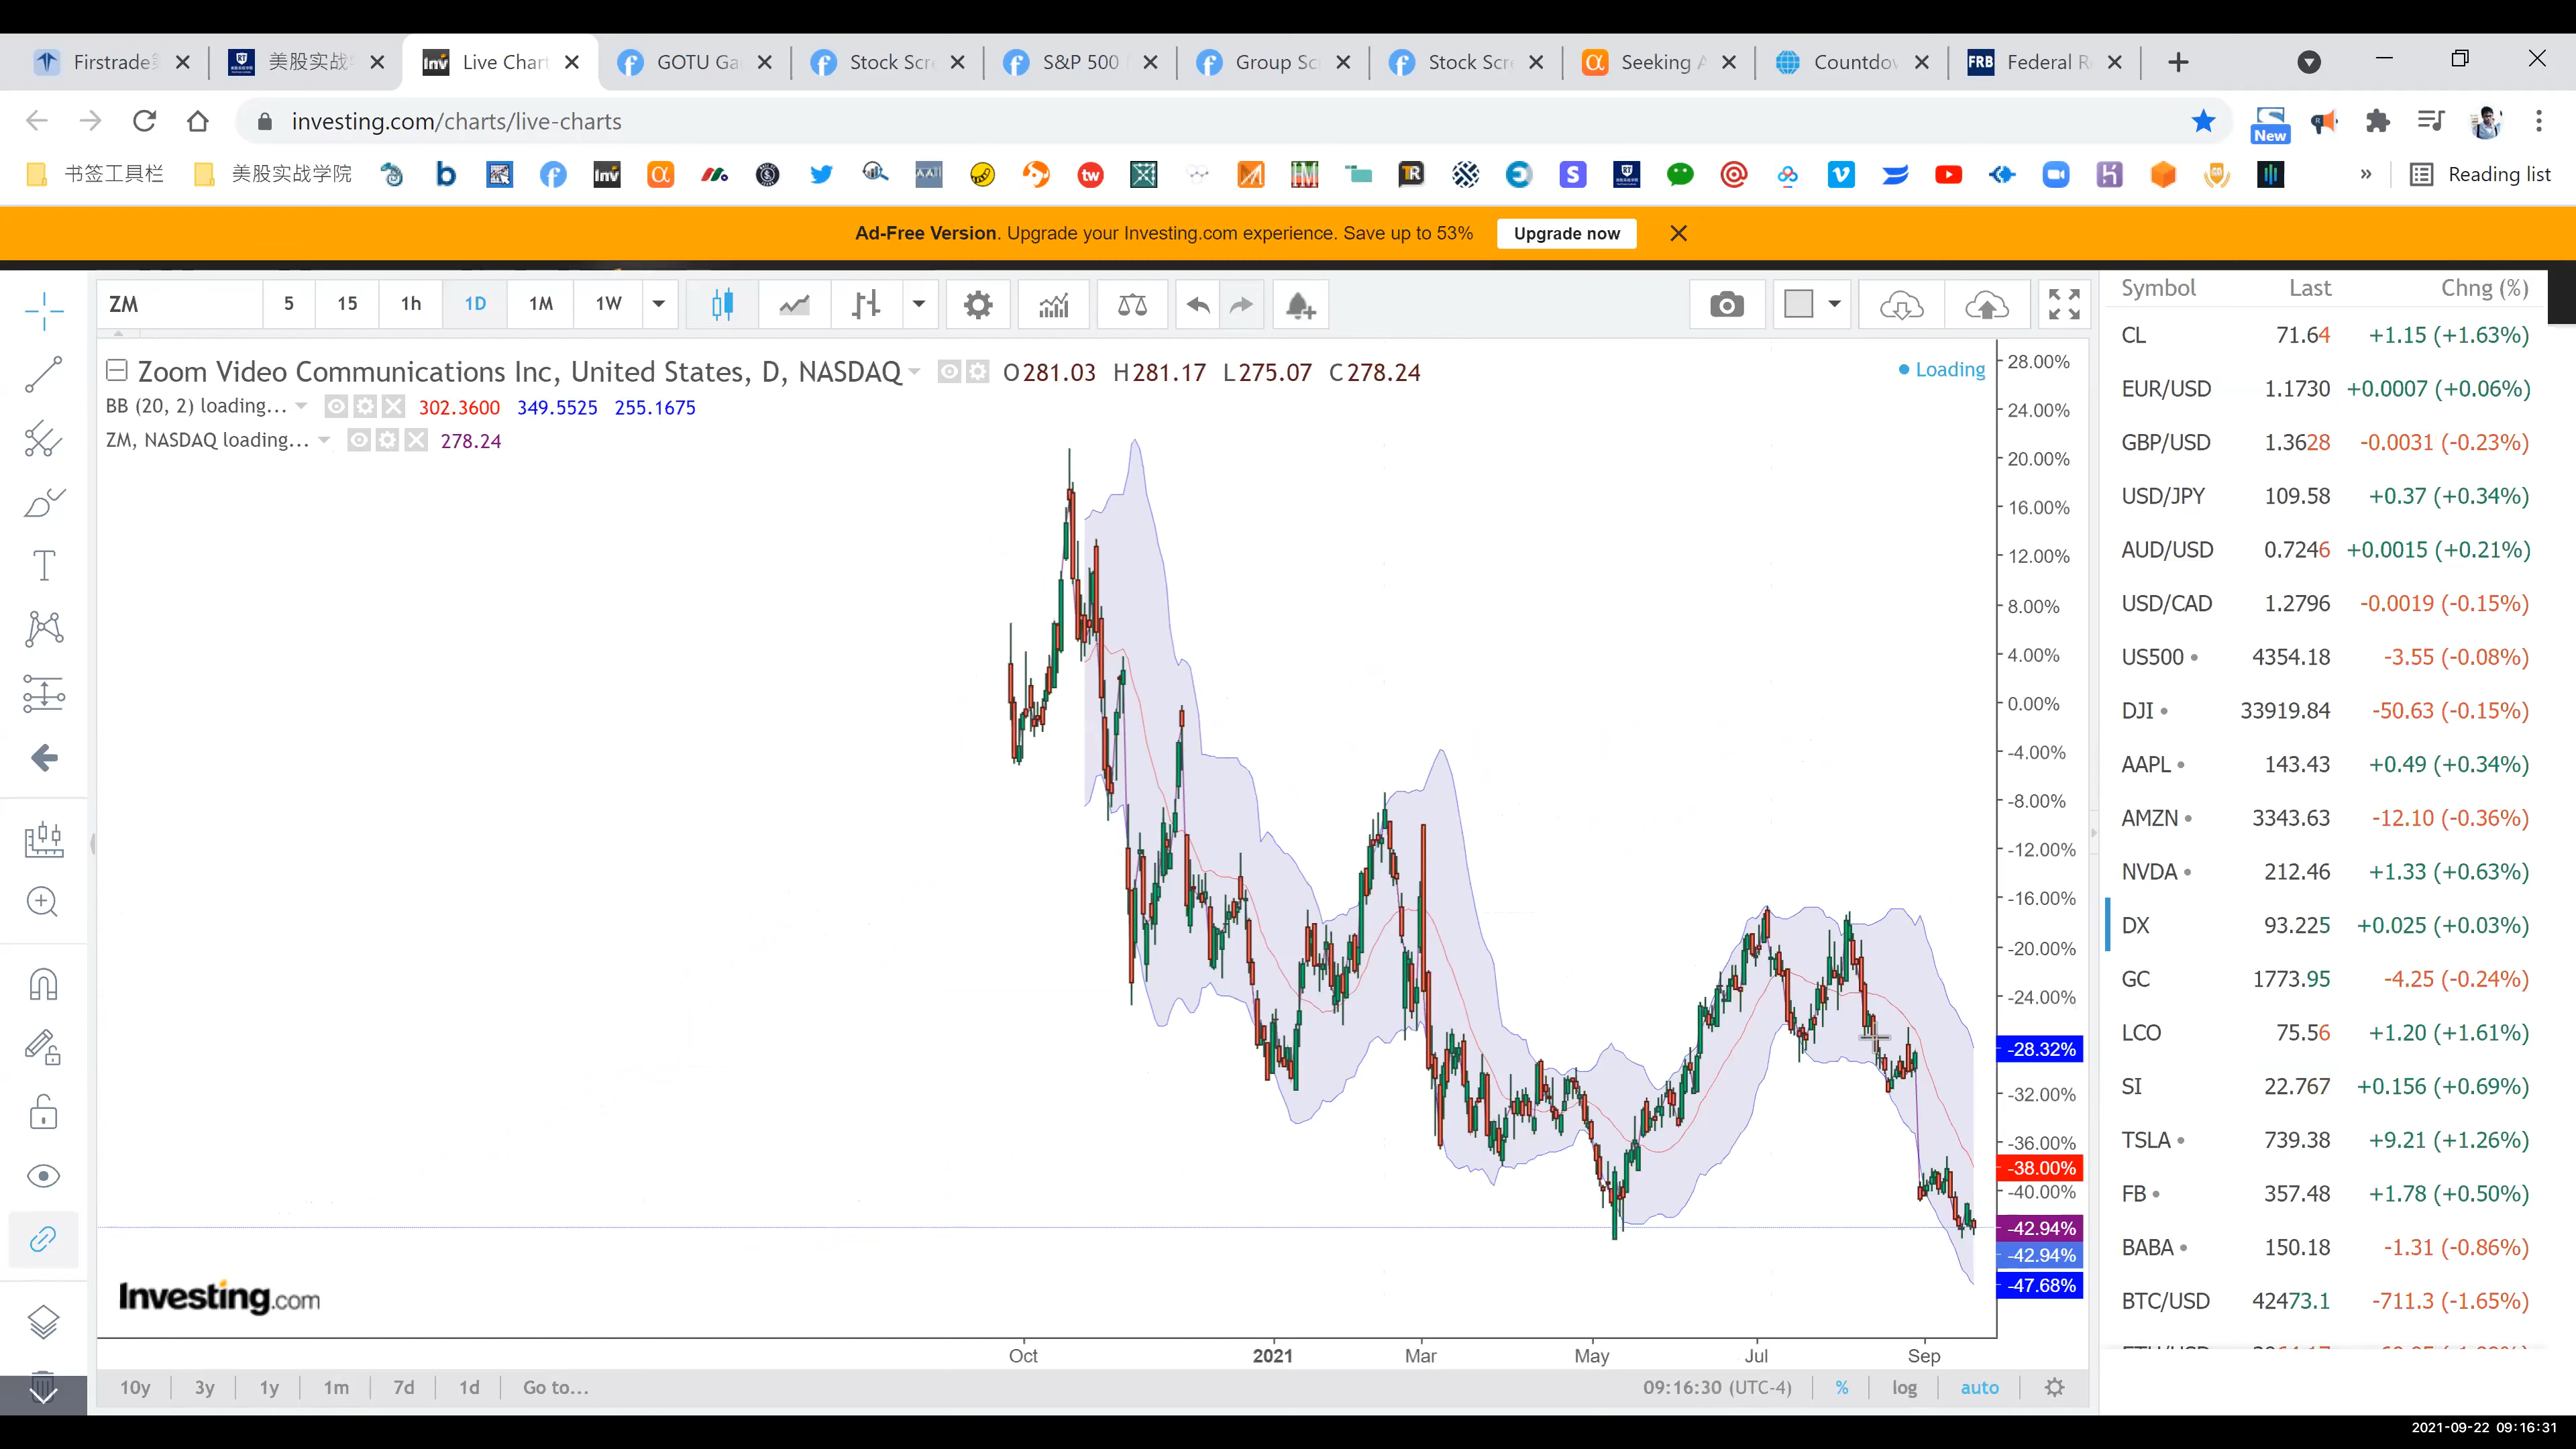 Firstrade
美股实战
Live Chart
GOTU Ga
Stock Scr
S&P 500
Group Sc
Stock Scr
Seeking A
Countdov
Federal R
investing.com/charts/live-charts
New
书签工具栏
美股实战学院
Reading list
Ad-Free Version. Upgrade your Investing.com experience. Save up to 53%
Upgrade now
ZM
5
15
1h
1D
1M
1W
Zoom Video Communications Inc, United States, D, NASDAQ
O281.03 H281.17 L275.07 C278.24
Loading
BB (20, 2) loading...
302.3600 349.5525 255.1675
ZM, NASDAQ loading...
278.24
28.00%
24.00%
20.00%
16.00%
12.00%
8.00%
4.00%
0.00%
-4.00%
-8.00%
-12.00%
-16.00%
-20.00%
-24.00%
-28.32%
-32.00%
-36.00%
-38.00%
-40.00%
-42.94%
-42.94%
-47.68%
Investing.com
Oct
2021
Mar
May
Jul
Sep
10y
3y
1y
1m
7d
1d
Go to...
09:16:30 (UTC-4)
%
log
auto
Symbol Last Chng (%)
CL 71.64 +1.15 (+1.63%)
EUR/USD 1.1730 +0.0007 (+0.06%)
GBP/USD 1.3628 -0.0031 (-0.23%)
USD/JPY 109.58 +0.37 (+0.34%)
AUD/USD 0.7246 +0.0015 (+0.21%)
USD/CAD 1.2796 -0.0019 (-0.15%)
US500 4354.18 -3.55 (-0.08%)
DJI 33919.84 -50.63 (-0.15%)
AAPL 143.43 +0.49 (+0.34%)
AMZN 3343.63 -12.10 (-0.36%)
NVDA 212.46 +1.33 (+0.63%)
DX 93.225 +0.025 (+0.03%)
GC 1773.95 -4.25 (-0.24%)
LCO 75.56 +1.20 (+1.61%)
SI 22.767 +0.156 (+0.69%)
TSLA 739.38 +9.21 (+1.26%)
FB 357.48 +1.78 (+0.50%)
BABA 150.18 -1.31 (-0.86%)
BTC/USD 42473.1 -711.3 (-1.65%)
2021-09-22 09:16:31